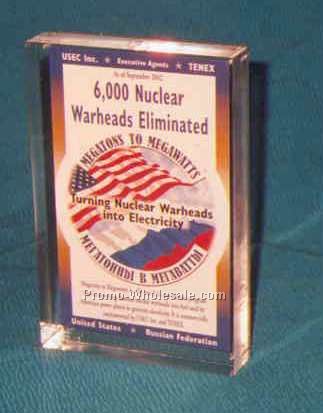 USEC Inc. ★ Executive Agents ★ TENEX
As of September 2002
6,000 Nuclear
Warheads Eliminated
MEGATONS TO MEGAWATTS
Turning Nuclear Warheads
into Electricity
МЕГАТОННЫ В МЕГАВАТТЫ
Promo-Wholesale.com
United States ★ Russian Federation